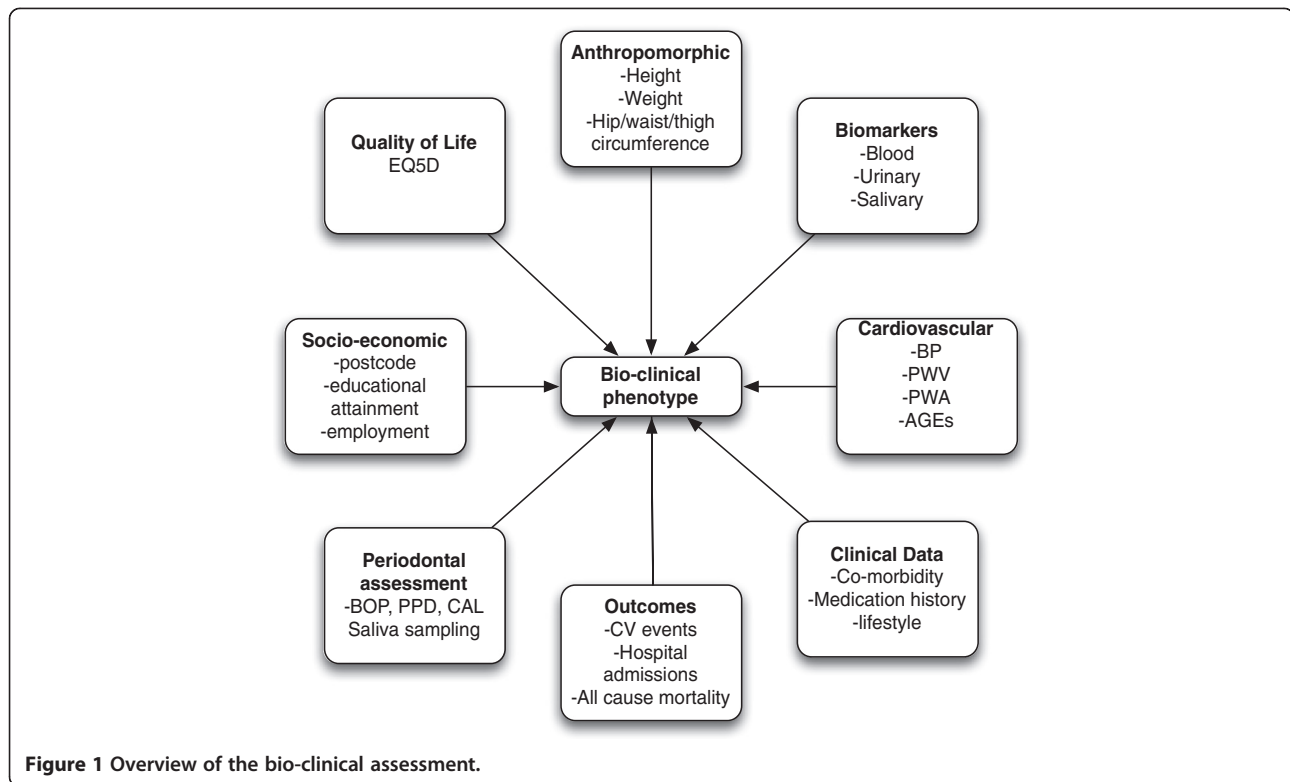 Anthropomorphic
-Height
-Weight
-Hip/waist/thigh
circumference
Quality of Life
EQ5D
Biomarkers
-Blood
-Urinary
-Salivary
Socio-economic
-postcode
-educational
attainment
-employment
Bio-clinical
phenotype
Cardiovascular
-BP
-PWV
-PWA
-AGEs
Periodontal
assessment
-BOP, PPD, CAL
Saliva sampling
Outcomes
-CV events
-Hospital
admissions
-All cause mortality
Clinical Data
-Co-morbidity
-Medication history
-lifestyle
Figure 1 Overview of the bio-clinical assessment.